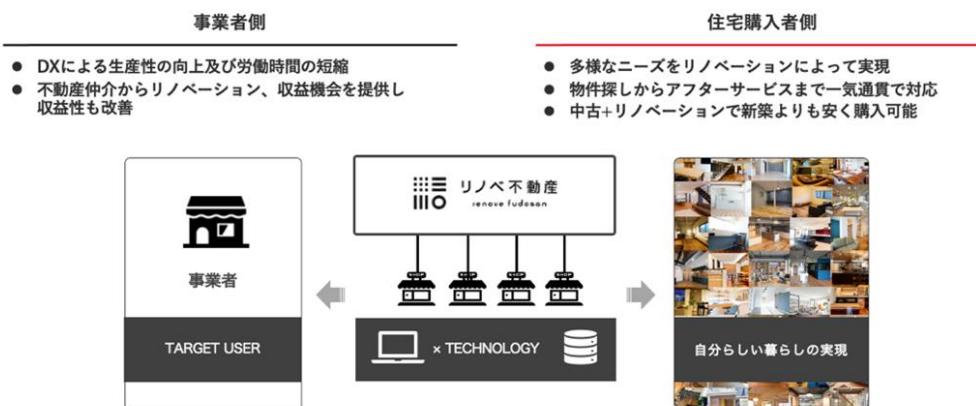 事業者側
● DXによる生産性の向上及び労働時間の短縮
● 不動産仲介からリノベーション、収益機会を提供し
収益性も改善
住宅購入者側
● 多様なニーズをリノベーションによって実現
● 物件探しからアフターサービスまで一気通貫で対応
● 中古+リノベーションで新築よりも安く購入可能
事業者
TARGET USER
リノベ不動産
renove fudosan
SHOP SHOP SHOP SHOP
× TECHNOLOGY
自分らしい暮らしの実現